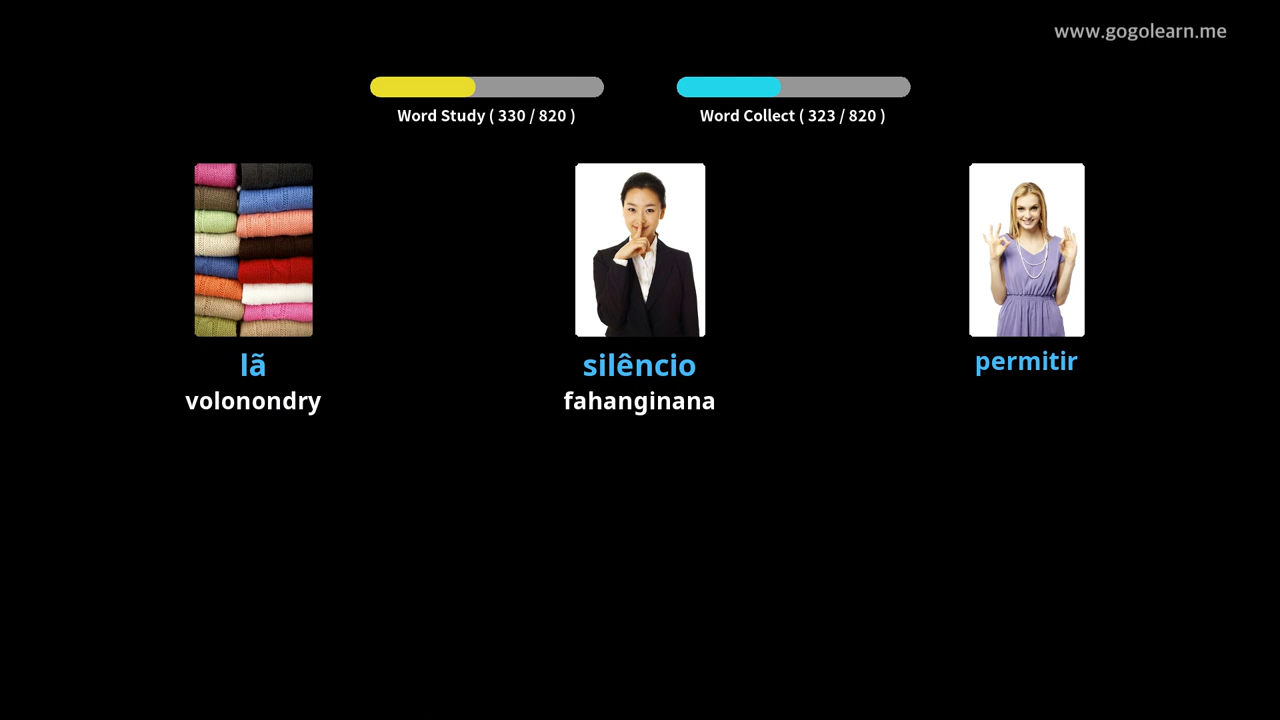 www.gogolearn.me
Word Study ( 330 / 820 )
Word Collect ( 323 / 820 )
lã
volonondry
silêncio
fahanginana
permitir